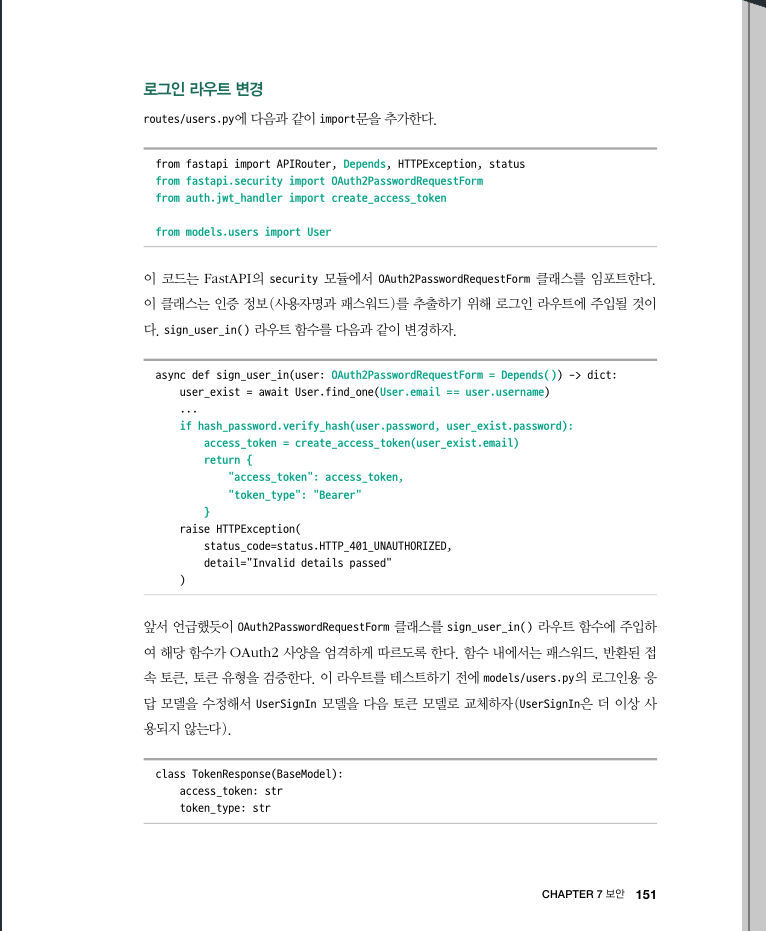 로그인 라우트 변경
routes/users.py에 다음과 같이 import문을 추가한다.
from fastapi import APIRouter, Depends, HTTPException, status
from fastapi.security import OAuth2PasswordRequestForm
from auth.jwt_handler import create_access_token
from models.users import User
이 코드는 FastAPI의 security 모듈에서 OAuth2PasswordRequestForm 클래스를 임포트한다.
이 클래스는 인증 정보(사용자명과 패스워드)를 추출하기 위해 로그인 라우트에 주입될 것이
다. sign_user_in() 라우트 함수를 다음과 같이 변경하자.
async def sign_user_in(user: OAuth2PasswordRequestForm = Depends()) -> dict:
    user_exist = await User.find_one(User.email == user.username)
    ...
    if hash_password.verify_hash(user.password, user_exist.password):
        access_token = create_access_token(user_exist.email)
        return {
            "access_token": access_token,
            "token_type": "Bearer"
        }
    raise HTTPException(
        status_code=status.HTTP_401_UNAUTHORIZED,
        detail="Invalid details passed"
    )
앞서 언급했듯이 OAuth2PasswordRequestForm 클래스를 sign_user_in() 라우트 함수에 주입하
여 해당 함수가 OAuth2 사양을 엄격하게 따르도록 한다. 함수 내에서는 패스워드, 반환된 접
속 토큰, 토큰 유형을 검증한다. 이 라우트를 테스트하기 전에 models/users.py의 로그인용 응
답 모델을 수정해서 UserSignIn 모델을 다음 토큰 모델로 교체하자(UserSignIn은 더 이상 사
용되지 않는다).
class TokenResponse(BaseModel):
    access_token: str
    token_type: str
CHAPTER 7 보안 151